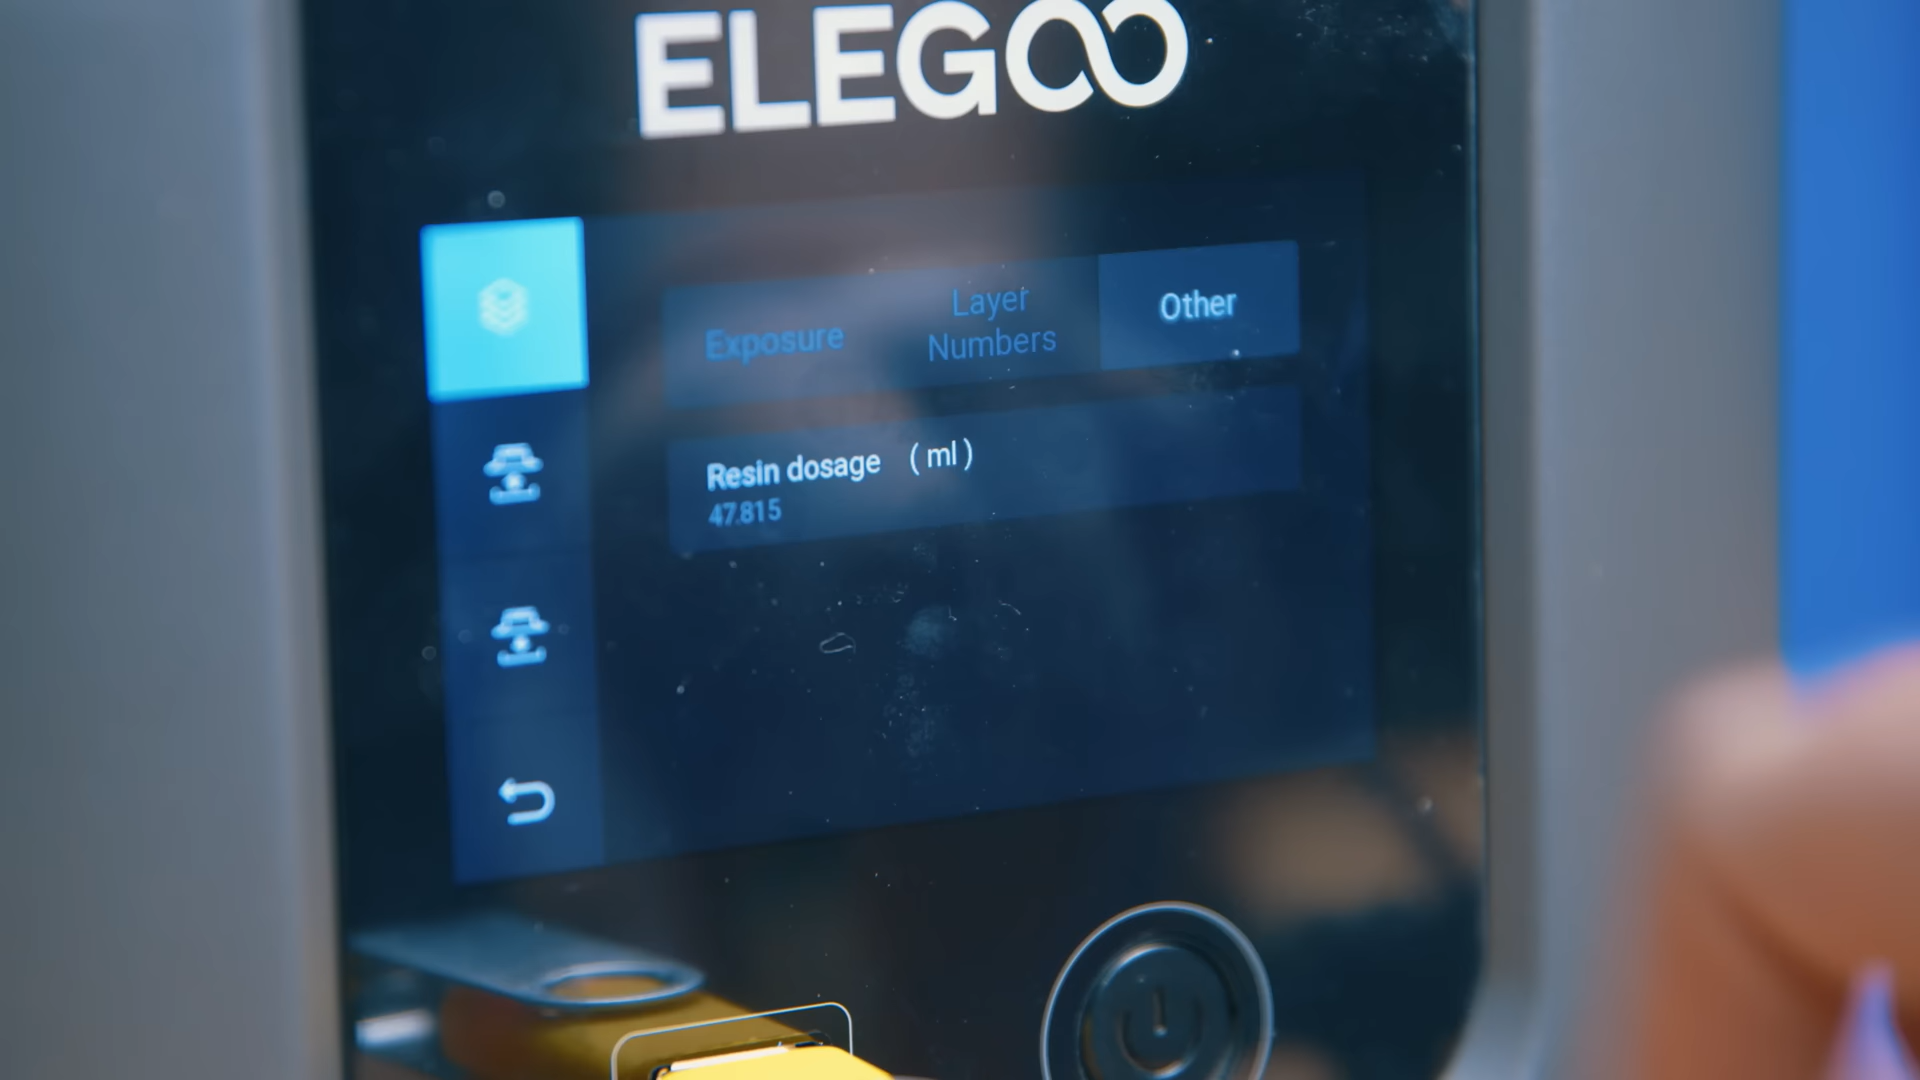 ELEGOO
Exposure
Layer
Numbers
Other
Resin dosage ( ml )
47.815